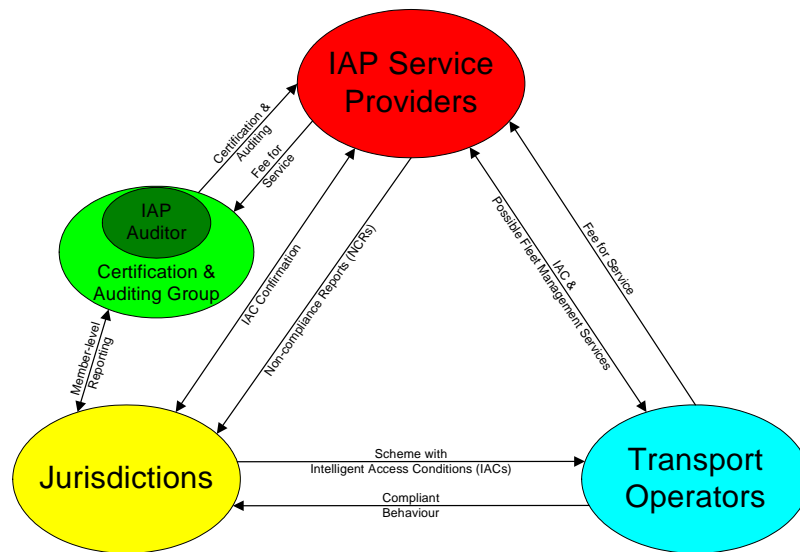 IAP Service
Providers
Certification &
Auditing
Fee for
Service
IAP
Auditor
Certification &
Auditing Group
IAC Confirmation
Non-compliance Reports (NCRs)
IAC &
Possible Fleet Management Services
Fee for Service
Member-level
Reporting
Jurisdictions
Scheme with
Intelligent Access Conditions (IACs)
Compliant
Behaviour
Transport
Operators